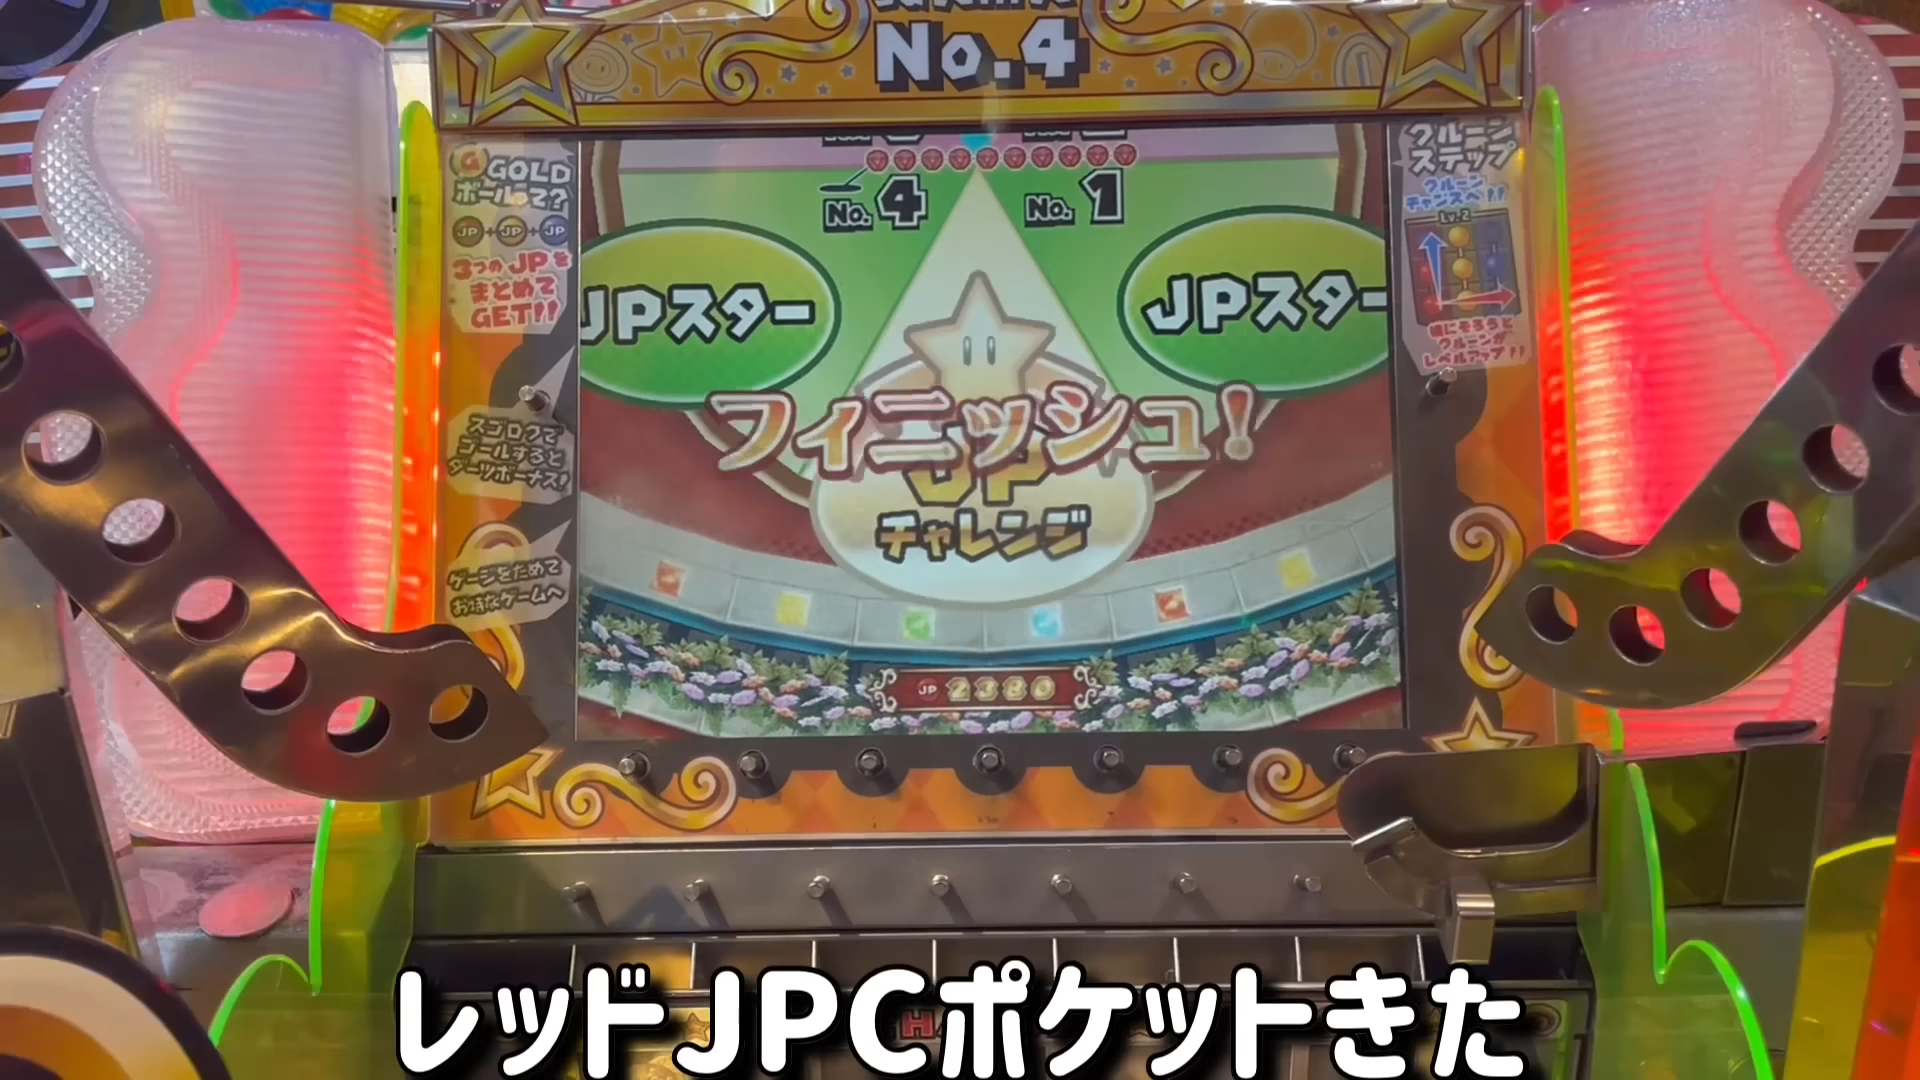 No.4
GOLD
ボールって?
JP+JP+JP
3つのJPを
まとめて
GET!!
スゴロクで
ゴールすると
ダーツボーナス!
ゲージをためて
お得なゲームへ
No.4
No.1
JPスター
JPスター
フィニッシュ!
JP
チャレンジ
JP 2380
クルーン
ステップ
クルーン
チャンスへ!!
Lv.2
横にそろうと
クルーンが
レベルアップ!!
レッドJPCポケットきた